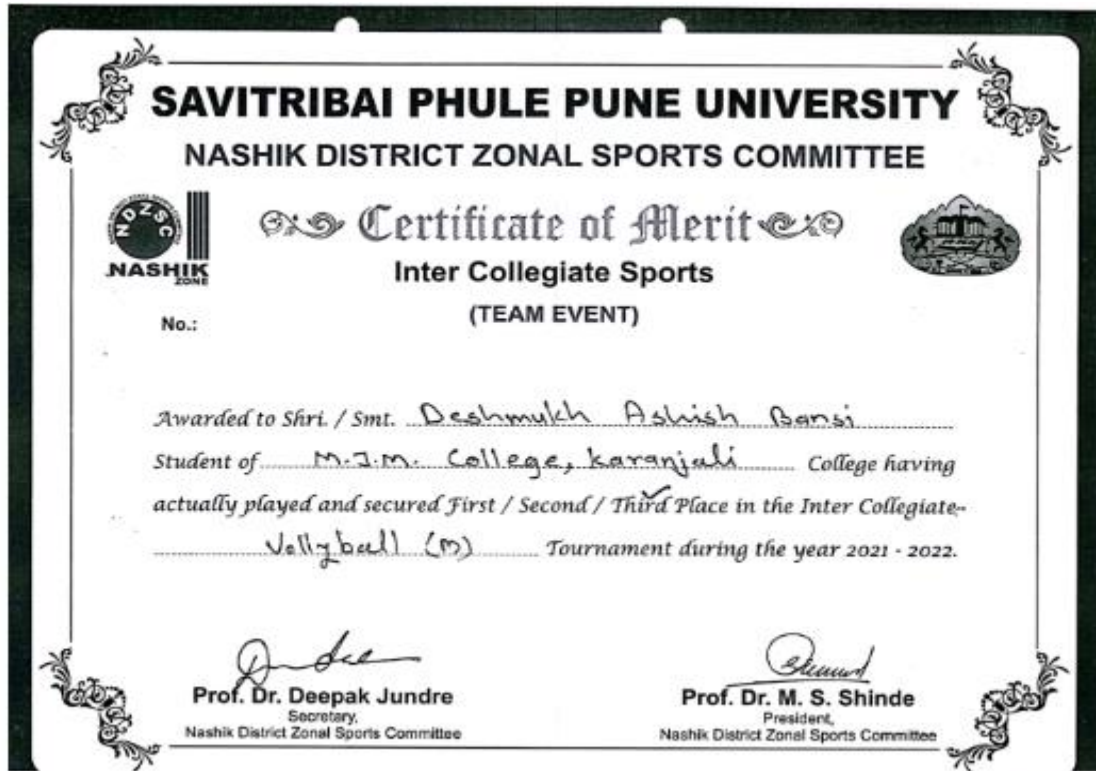 SAVITRIBAI PHULE PUNE UNIVERSITY
NASHIK DISTRICT ZONAL SPORTS COMMITTEE
NDZSC
NASHIK
ZONE
Certificate of Merit
Inter Collegiate Sports
(TEAM EVENT)
No.:
Awarded to Shri. / Smt. Deshmukh Ashish Bansi
Student of M.J.M. College, Karanjali College having
actually played and secured First / Second / Third Place in the Inter Collegiate-
Vollyball (M) Tournament during the year 2021 - 2022.
Prof. Dr. Deepak Jundre
Secretary,
Nashik District Zonal Sports Committee
Prof. Dr. M. S. Shinde
President,
Nashik District Zonal Sports Committee